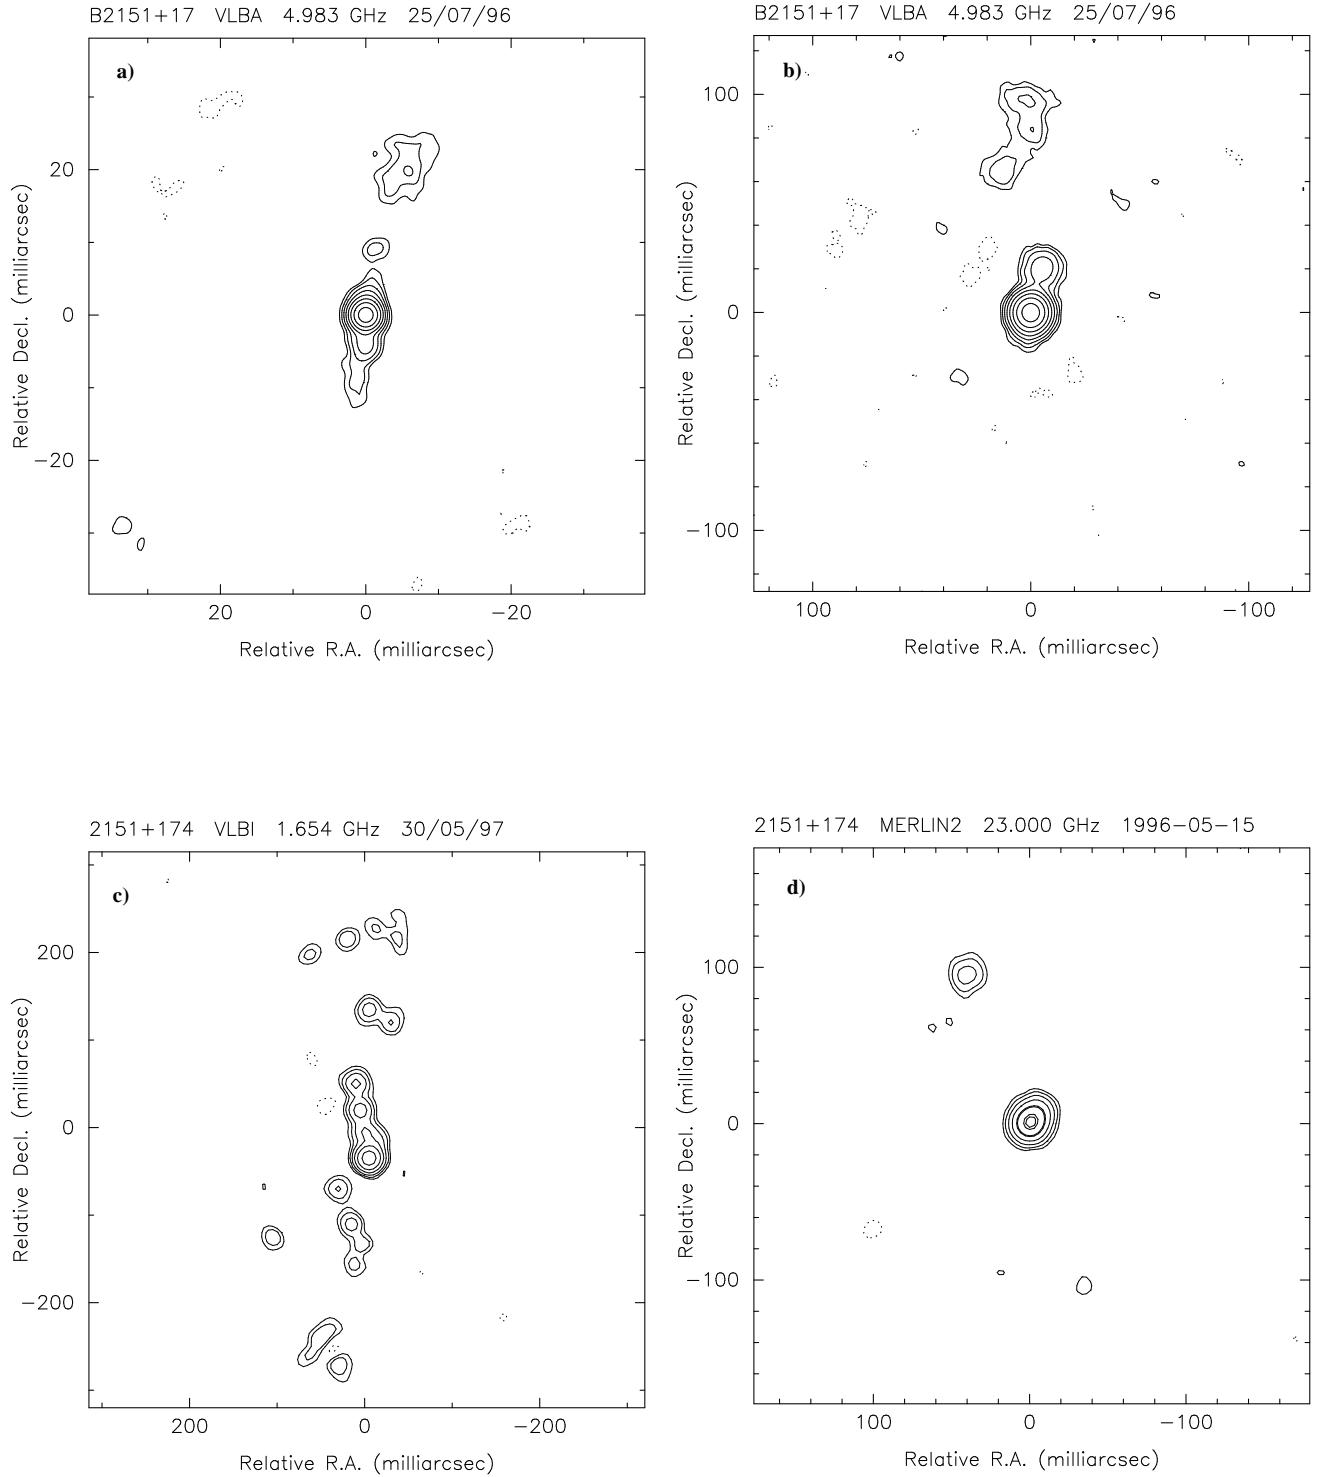 B2151+17 VLBA 4.983 GHz 25/07/96
a)
20
0
−20
Relative Decl. (milliarcsec)
20 0 −20
Relative R.A. (milliarcsec)
B2151+17 VLBA 4.983 GHz 25/07/96
b)
100
0
−100
Relative Decl. (milliarcsec)
100 0 −100
Relative R.A. (milliarcsec)
2151+174 VLBI 1.654 GHz 30/05/97
c)
200
0
−200
Relative Decl. (milliarcsec)
200 0 −200
Relative R.A. (milliarcsec)
2151+174 MERLIN2 23.000 GHz 1996-05-15
d)
100
0
−100
Relative Decl. (milliarcsec)
100 0 −100
Relative R.A. (milliarcsec)